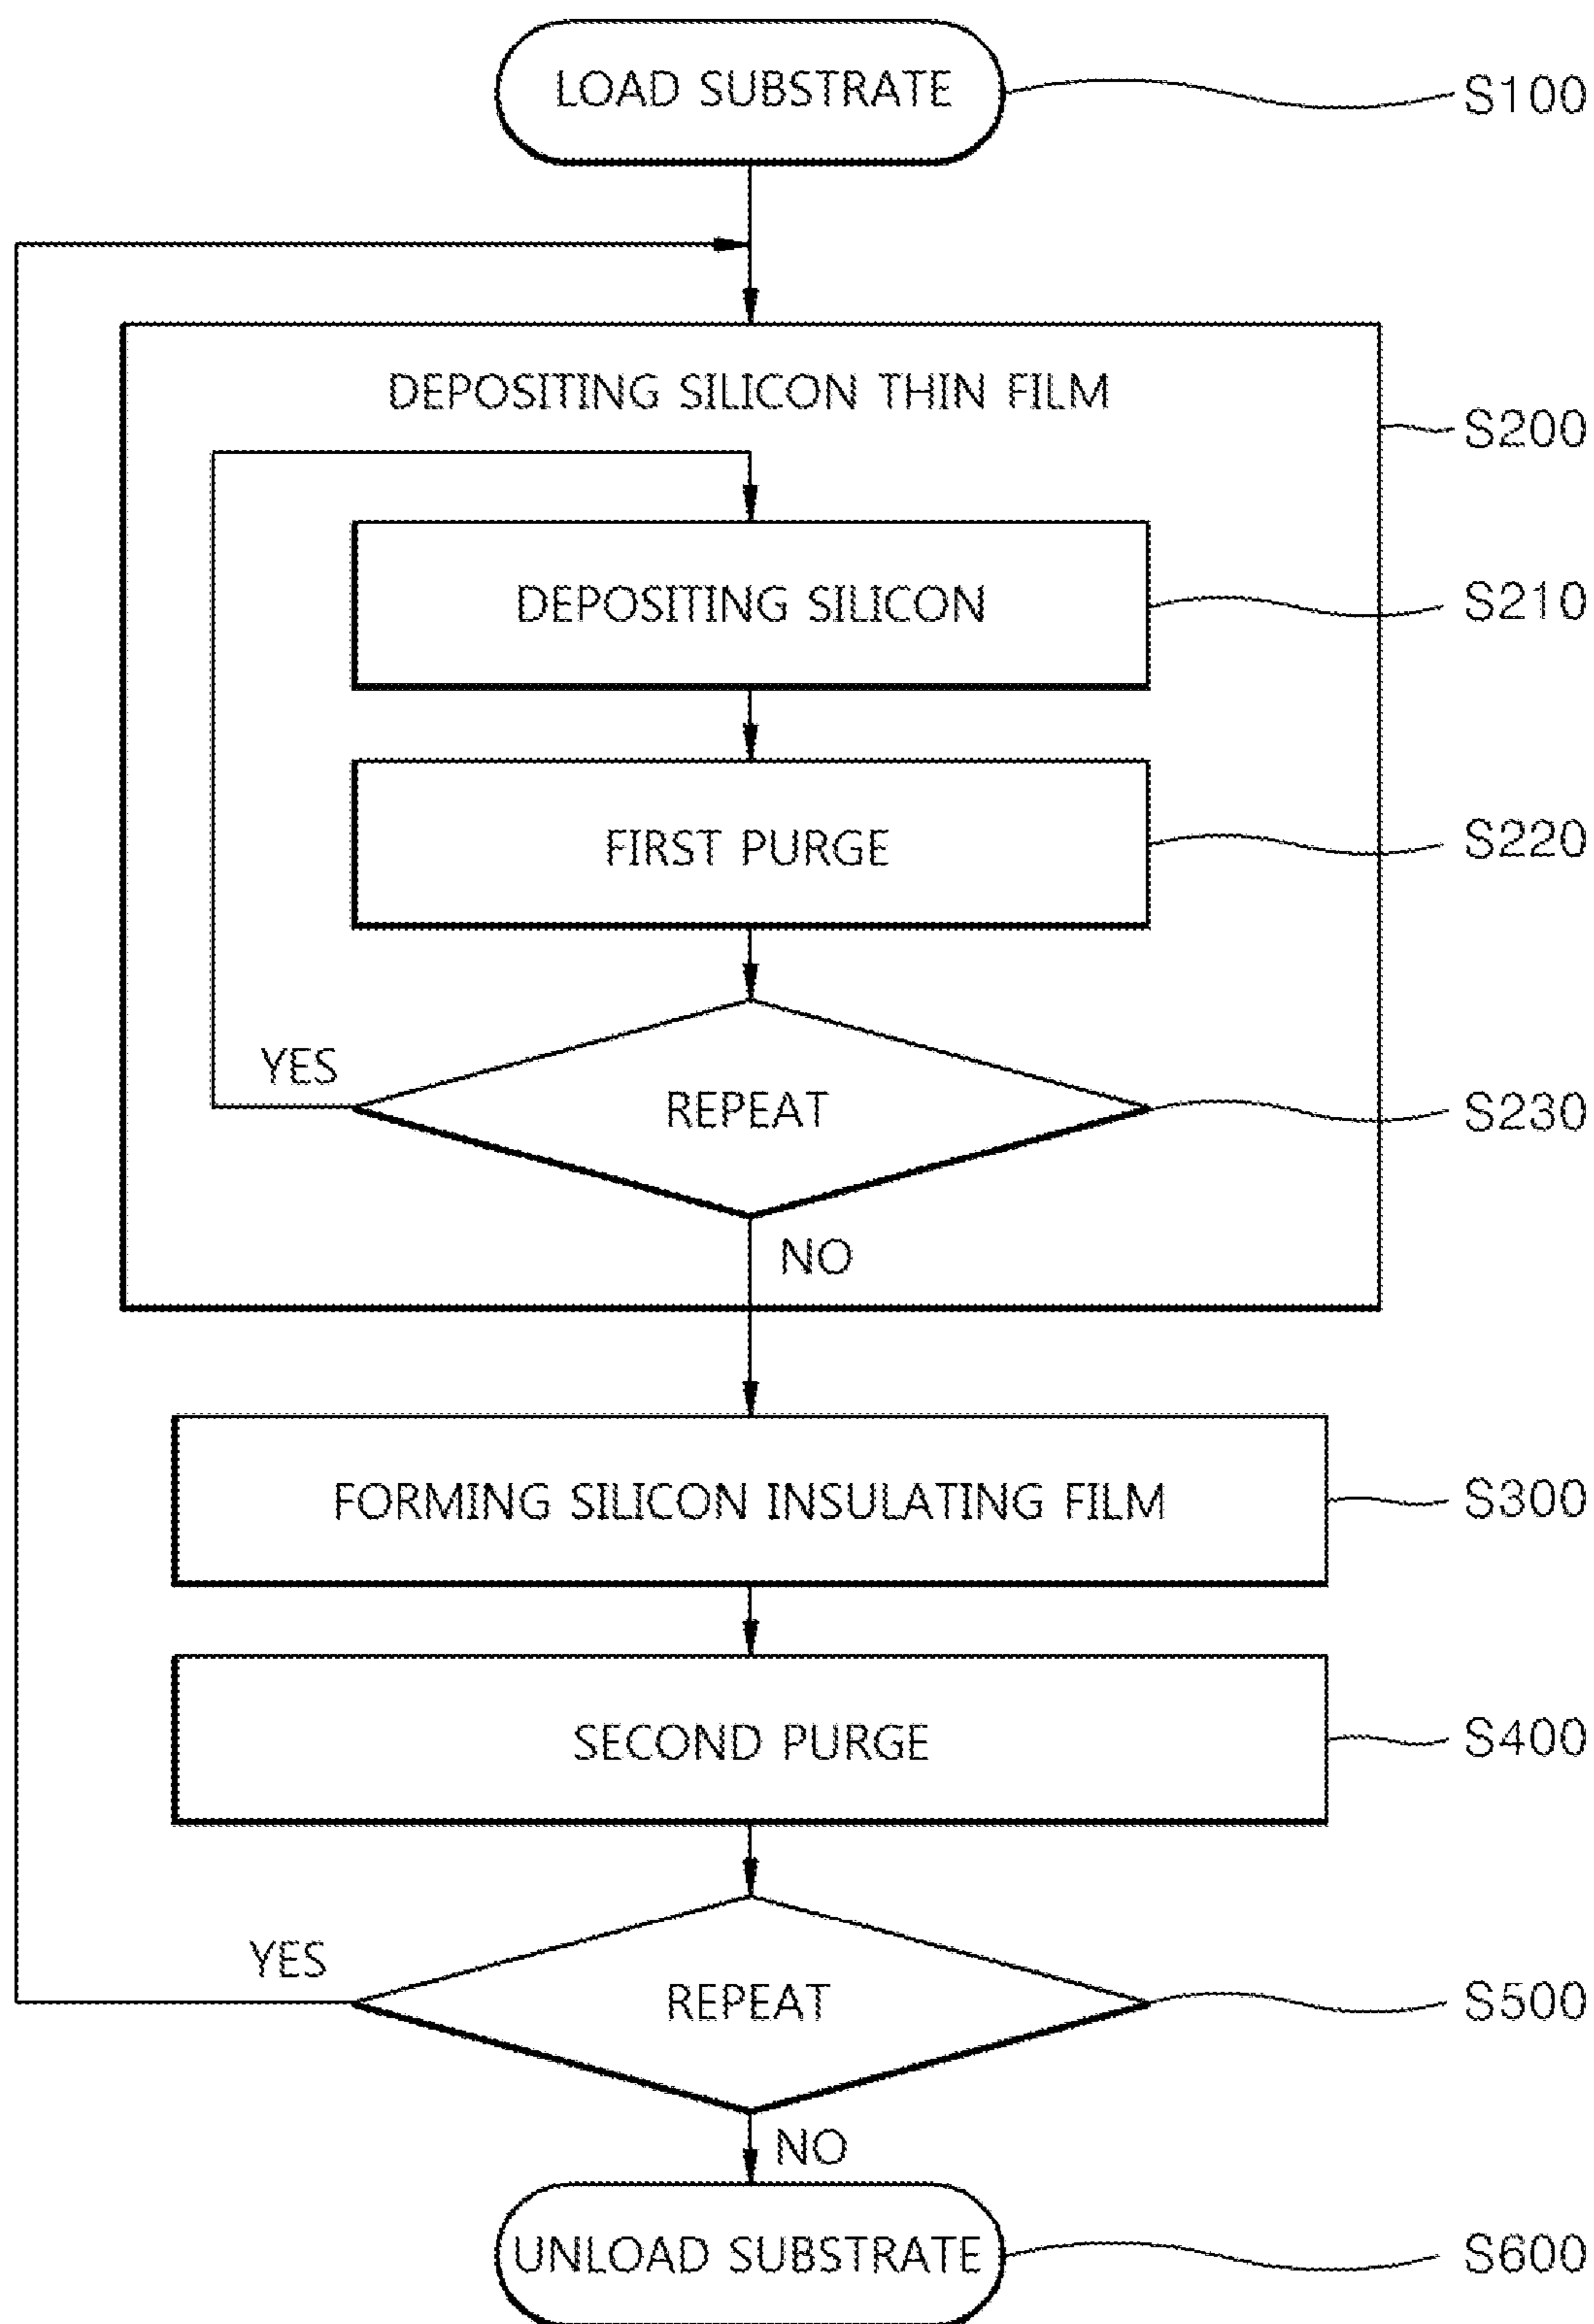 LOAD SUBSTRATE
S100
DEPOSITING SILICON THIN FILM
S200
DEPOSITING SILICON
S210
FIRST PURGE
S220
YES
REPEAT
S230
NO
FORMING SILICON INSULATING FILM
S300
SECOND PURGE
S400
YES
REPEAT
S500
NO
UNLOAD SUBSTRATE
S600